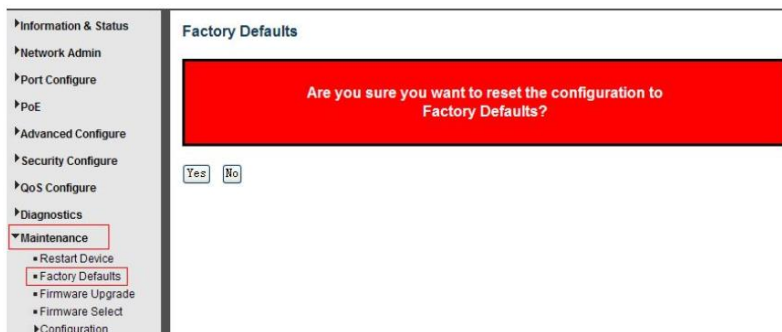 Information & Status
Network Admin
Port Configure
PoE
Advanced Configure
Security Configure
QoS Configure
Diagnostics
Maintenance
Restart Device
Factory Defaults
Firmware Upgrade
Firmware Select
Configuration
Factory Defaults
Are you sure you want to reset the configuration to
Factory Defaults?
Yes No